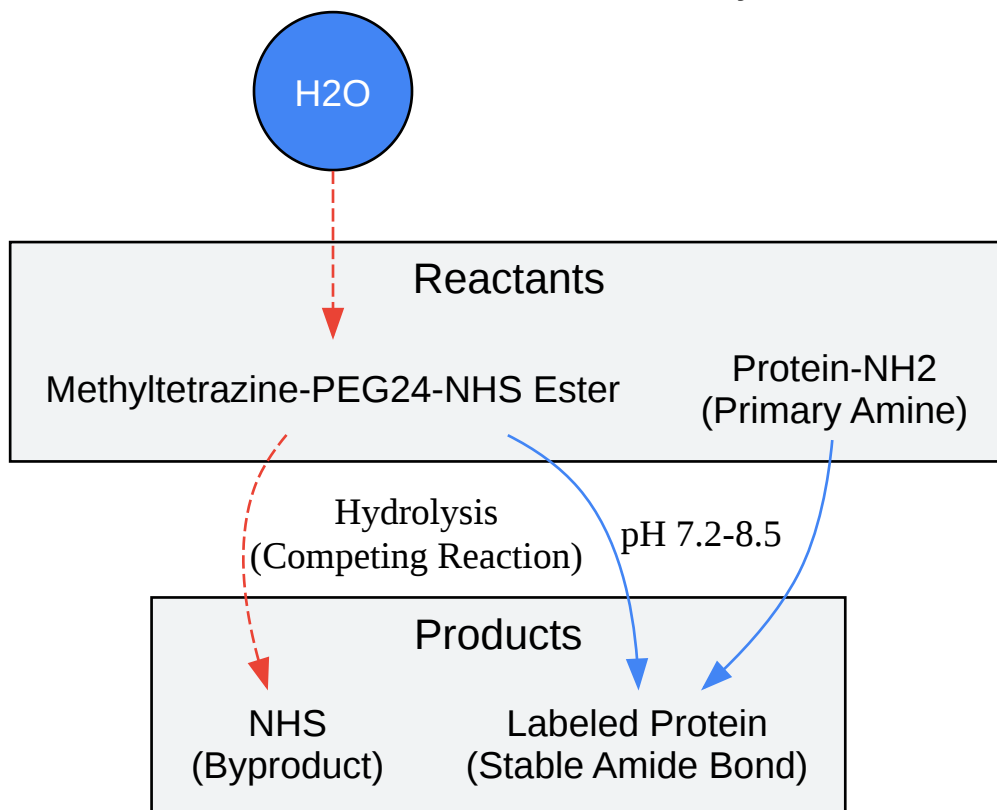 H2O
Reactants
Methyltetrazine-PEG24-NHS Ester
Protein-NH2
(Primary Amine)
Hydrolysis
(Competing Reaction)
pH 7.2-8.5
Products
NHS
(Byproduct)
Labeled Protein
(Stable Amide Bond)